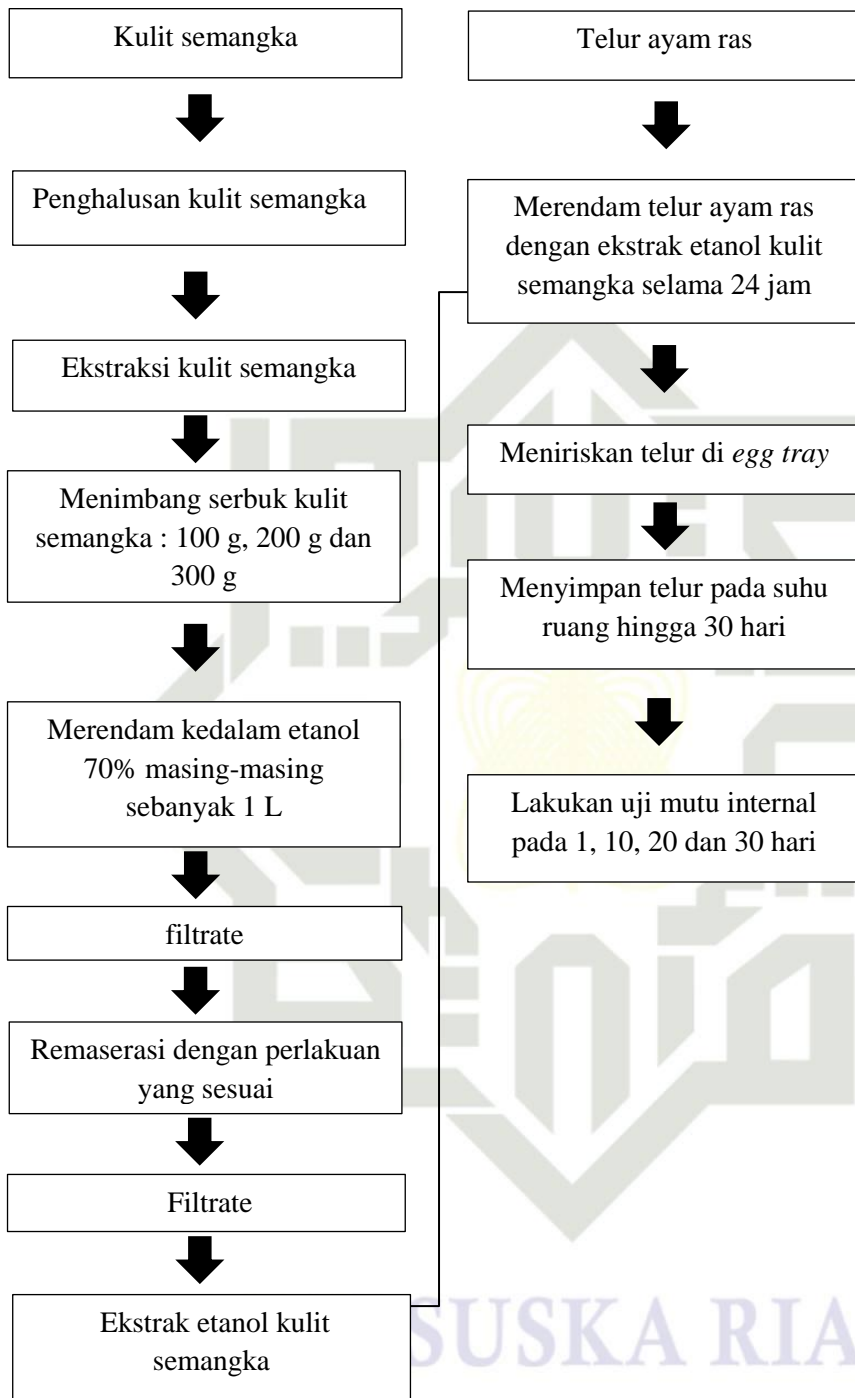 Kulit semangka
Penghalusan kulit semangka
Ekstraksi kulit semangka
Menimbang serbuk kulit
semangka : 100 g, 200 g dan
300 g
Merendam kedalam etanol
70% masing-masing
sebanyak 1 L
filtrate
Remaserasi dengan perlakuan
yang sesuai
Filtrate
Ekstrak etanol kulit
semangka
Telur ayam ras
Merendam telur ayam ras
dengan ekstrak etanol kulit
semangka selama 24 jam
Meniriskan telur di egg tray
Menyimpan telur pada suhu
ruang hingga 30 hari
Lakukan uji mutu internal
pada 1, 10, 20 dan 30 hari
SUSKA RIA